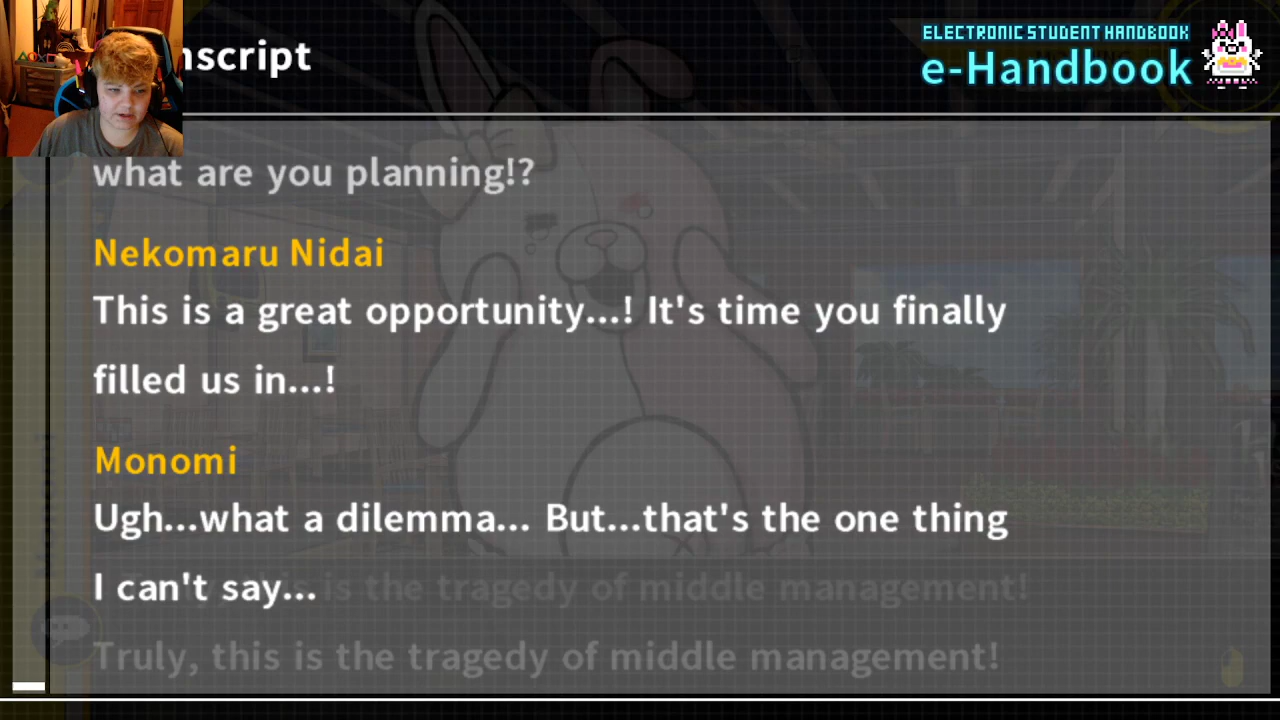 nscript
ELECTRONIC STUDENT HANDBOOK
e-Handbook
what are you planning!?
Nekomaru Nidai
This is a great opportunity...! It's time you finally
filled us in...!
Monomi
Ugh...what a dilemma... But...that's the one thing
I can't say...
is the tragedy of middle management!
Truly, this is the tragedy of middle management!